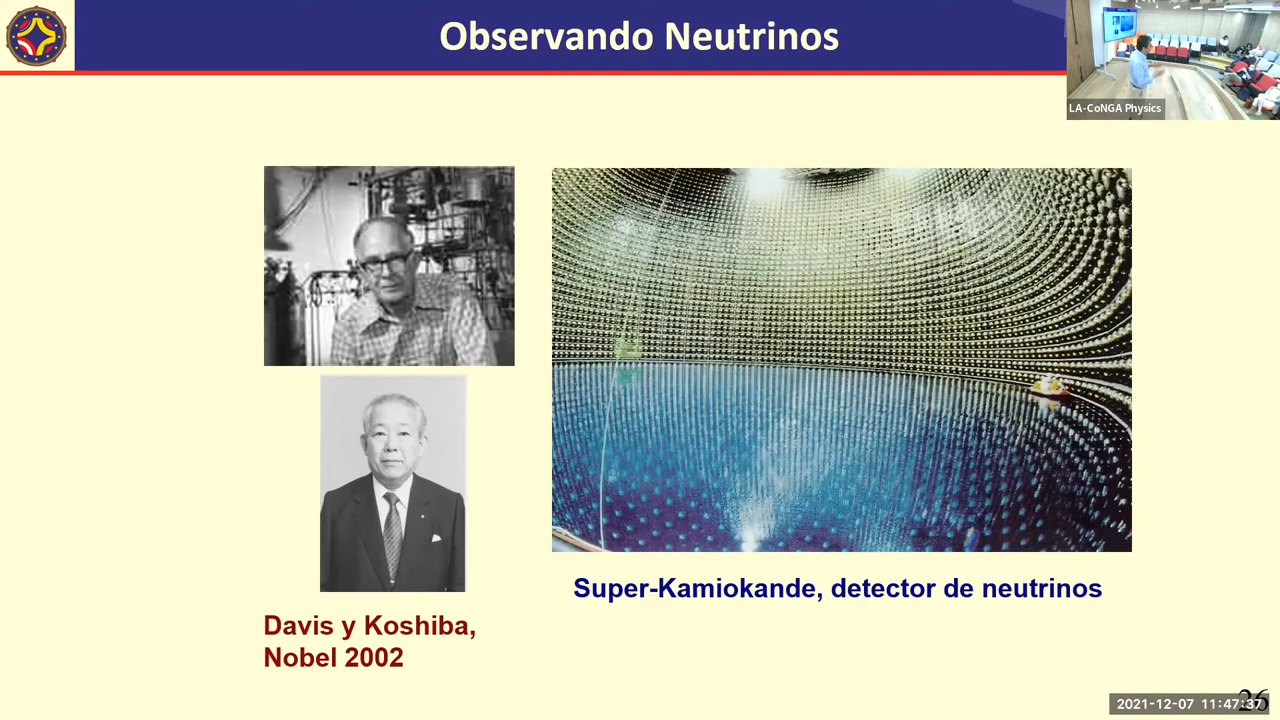 Observando Neutrinos
LA-CoNGA Physics
Super-Kamiokande, detector de neutrinos
Davis y Koshiba,
Nobel 2002
26
2021-12-07 11:47:37